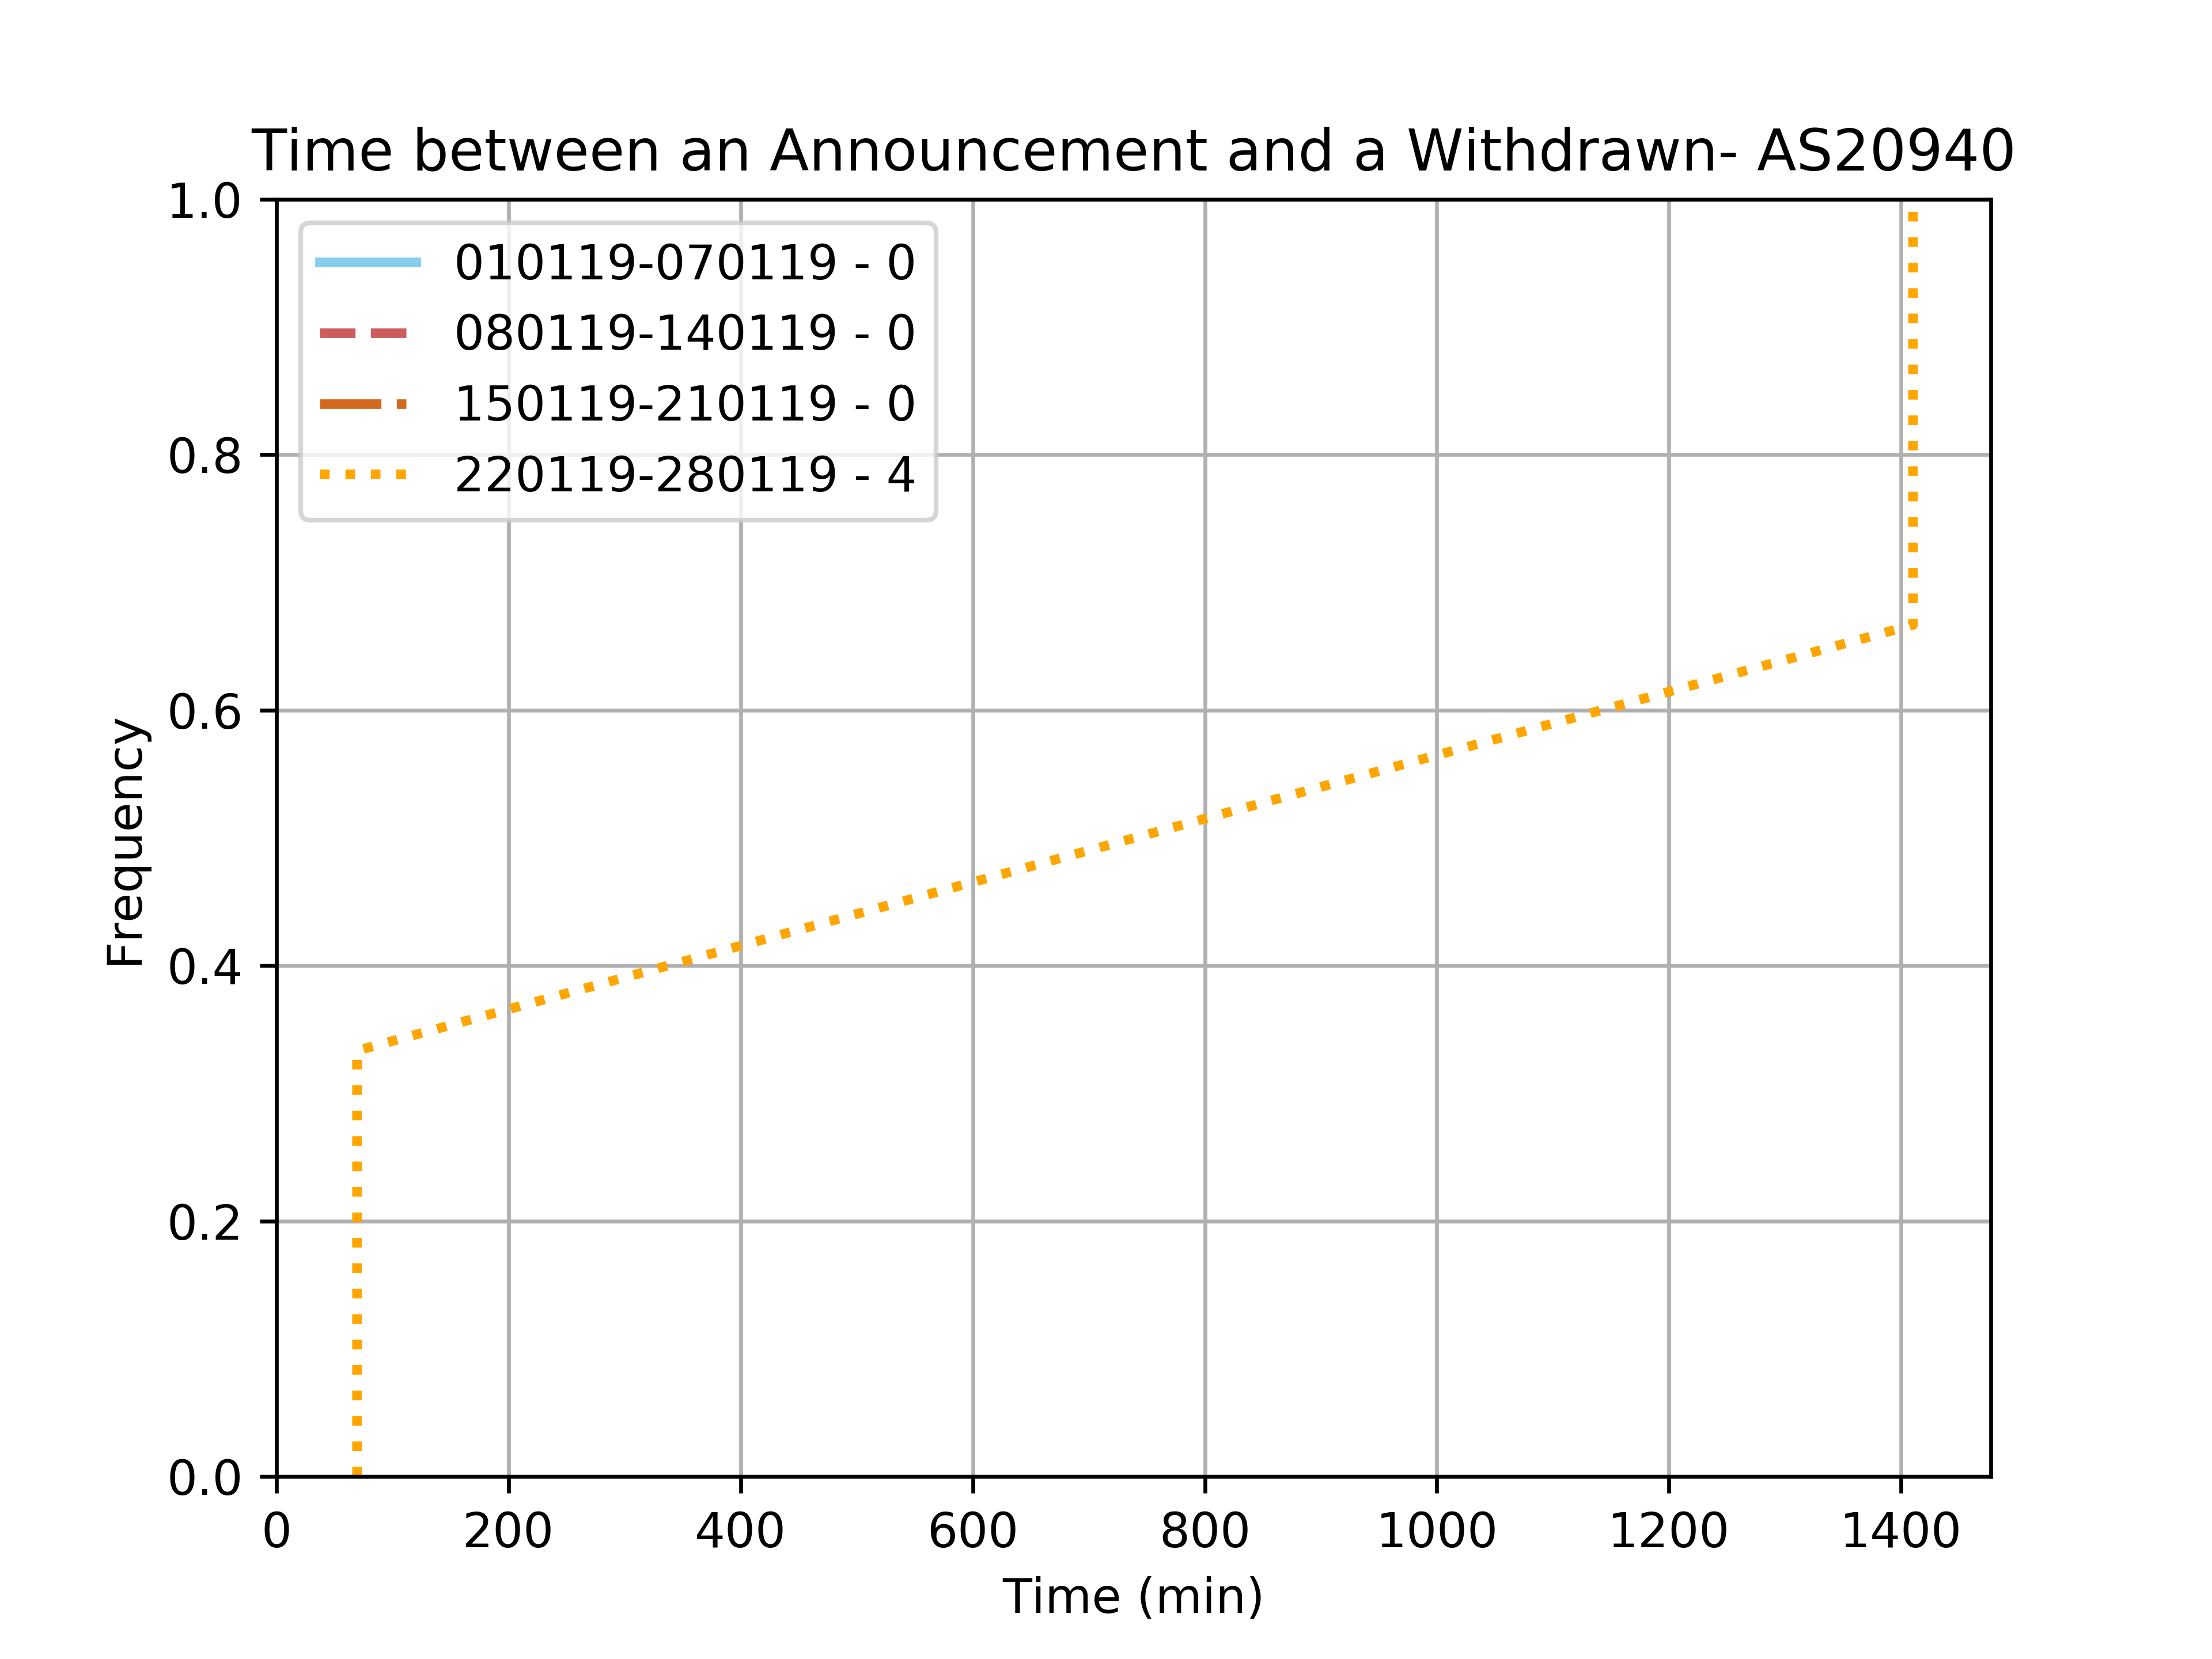 Time between an Announcement and a Withdrawn- AS20940
1.0
0.8
0.6
0.4
0.2
0.0
Frequency
010119-070119 - 0
080119-140119 - 0
150119-210119 - 0
220119-280119 - 4
0 200 400 600 800 1000 1200 1400
Time (min)